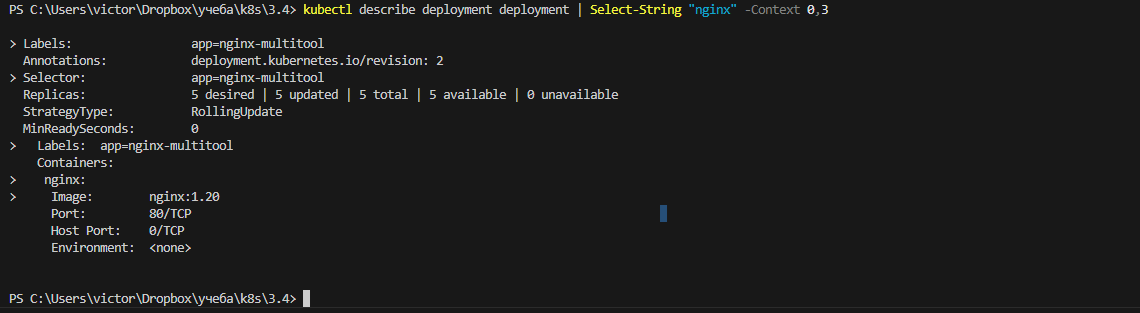 PS C:\Users\victor\Dropbox\учеба\k8s\3.4> kubectl describe deployment deployment | Select-String "nginx" -Context 0,3
> Labels:                 app=nginx-multitool
  Annotations:            deployment.kubernetes.io/revision: 2
> Selector:               app=nginx-multitool
  Replicas:               5 desired | 5 updated | 5 total | 5 available | 0 unavailable
  StrategyType:           RollingUpdate
  MinReadySeconds:        0
>   Labels:  app=nginx-multitool
    Containers:
>    nginx:
>     Image:        nginx:1.20
      Port:         80/TCP
      Host Port:    0/TCP
      Environment:  <none>
PS C:\Users\victor\Dropbox\учеба\k8s\3.4>